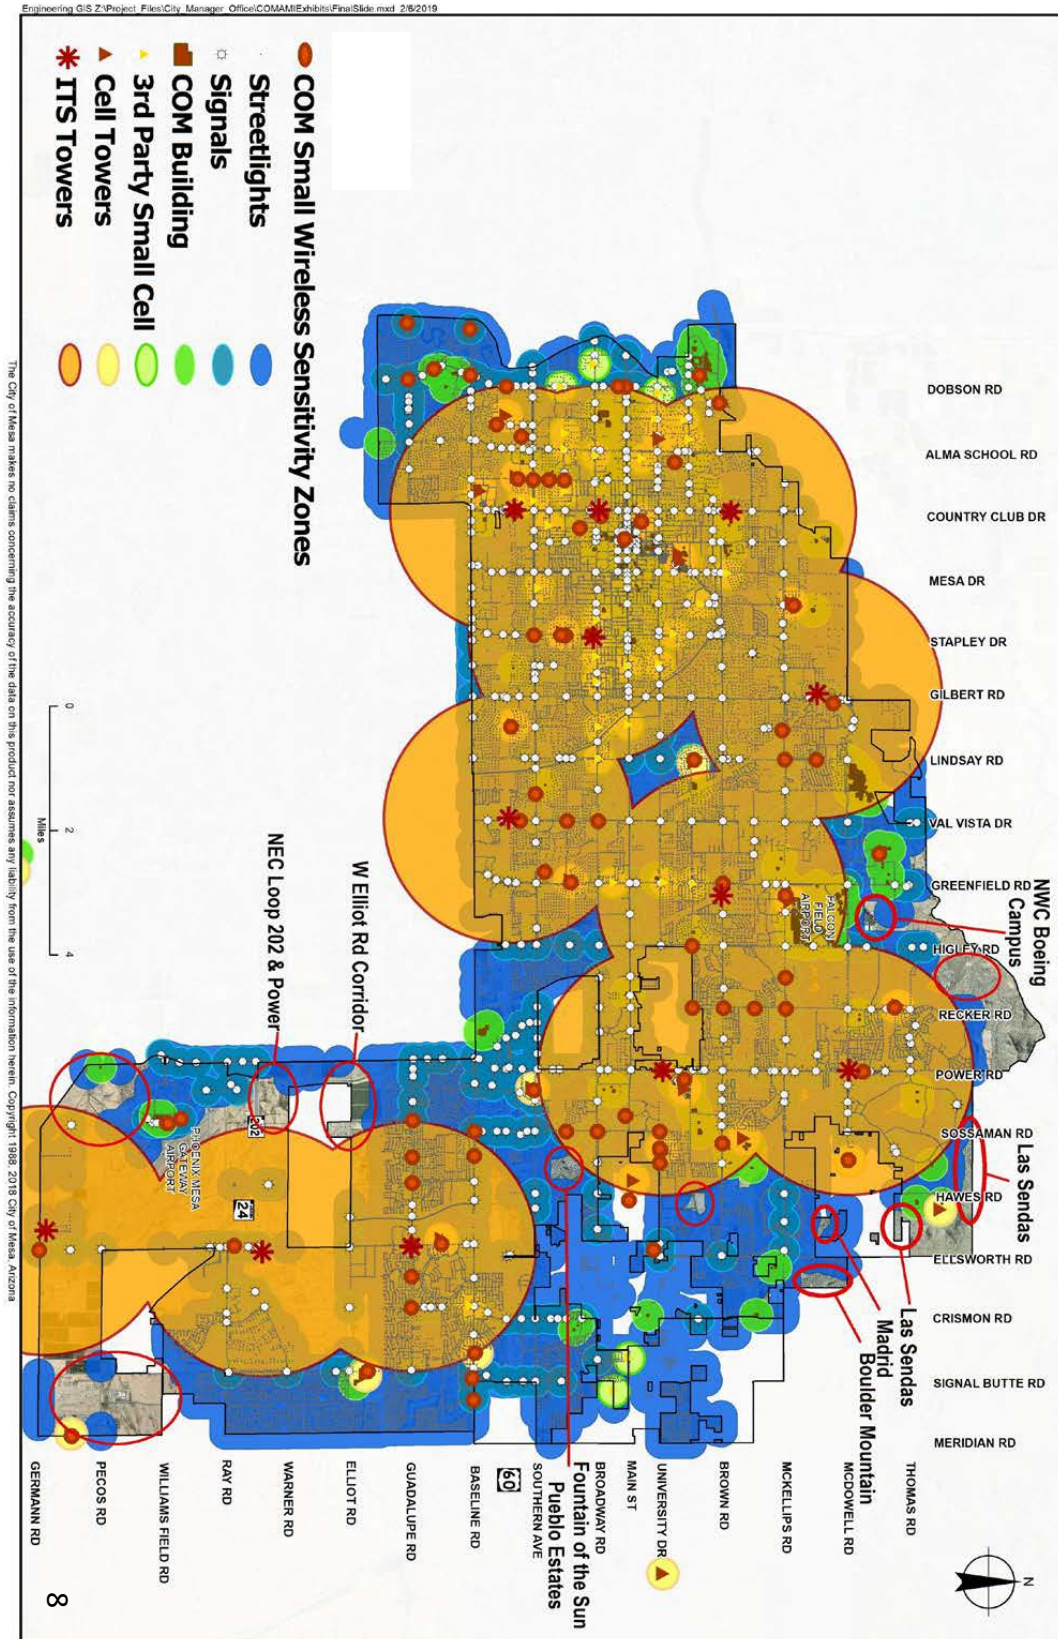 Engineering GIS Z:\Project_Files\City_Manager_Office\COMAMI\Exhibits\FinalSlide.mxd 2/6/2019
COM Small Wireless Sensitivity Zones
Streetlights
Signals
COM Building
3rd Party Small Cell
Cell Towers
ITS Towers
DOBSON RD
ALMA SCHOOL RD
COUNTRY CLUB DR
MESA DR
STAPLEY DR
GILBERT RD
LINDSAY RD
VAL VISTA DR
GREENFIELD RD
HIGLEY RD
RECKER RD
POWER RD
SOSSAMAN RD
HAWES RD
ELLSWORTH RD
CRISMON RD
SIGNAL BUTTE RD
MERIDIAN RD
NWC Boeing
Campus
Las Sendas
Las Sendas
Madrid
Boulder Mountain
FALCON
FIELD
AIRPORT
W Elliot Rd Corridor
NEC Loop 202 & Power
202
24
PHOENIX-MESA
GATEWAY
AIRPORT
60
Fountain of the Sun
Pueblo Estates
THOMAS RD
MCDOWELL RD
MCKELLIPS RD
BROWN RD
UNIVERSITY DR
MAIN ST
BROADWAY RD
SOUTHERN AVE
BASELINE RD
GUADALUPE RD
ELLIOT RD
WARNER RD
RAY RD
WILLIAMS FIELD RD
PECOS RD
GERMANN RD
0 2 4
Miles
N
The City of Mesa makes no claims concerning the accuracy of the data on this product nor assumes any liability from the use of the information herein. Copyright 1988, 2018 City of Mesa, Arizona
8